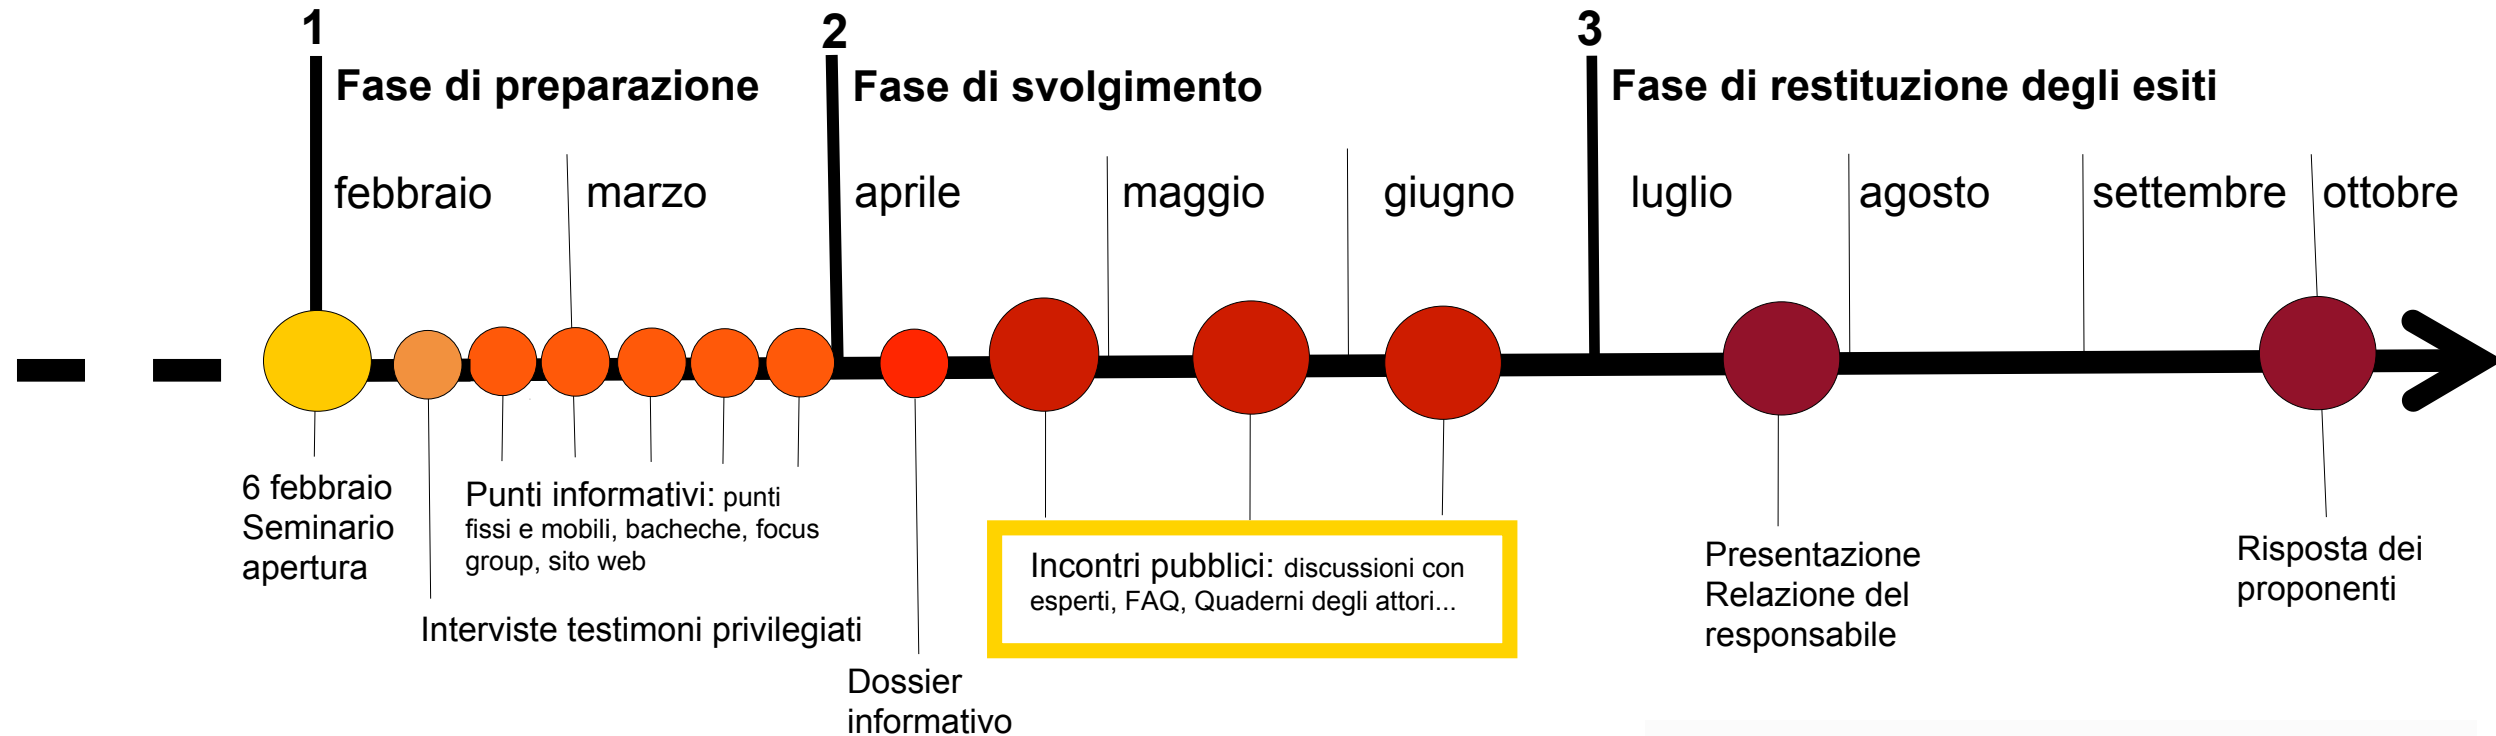 1
2
3
Fase di preparazione
Fase di svolgimento
Fase di restituzione degli esiti
febbraio
marzo
aprile
maggio
giugno
luglio
agosto
settembre
ottobre
6 febbraio
Seminario
apertura
Punti informativi: punti
fissi e mobili, bacheche, focus
group, sito web
Interviste testimoni privilegiati
Dossier
informativo
Incontri pubblici: discussioni con
esperti, FAQ, Quaderni degli attori...
Presentazione
Relazione del
responsabile
Risposta dei
proponenti